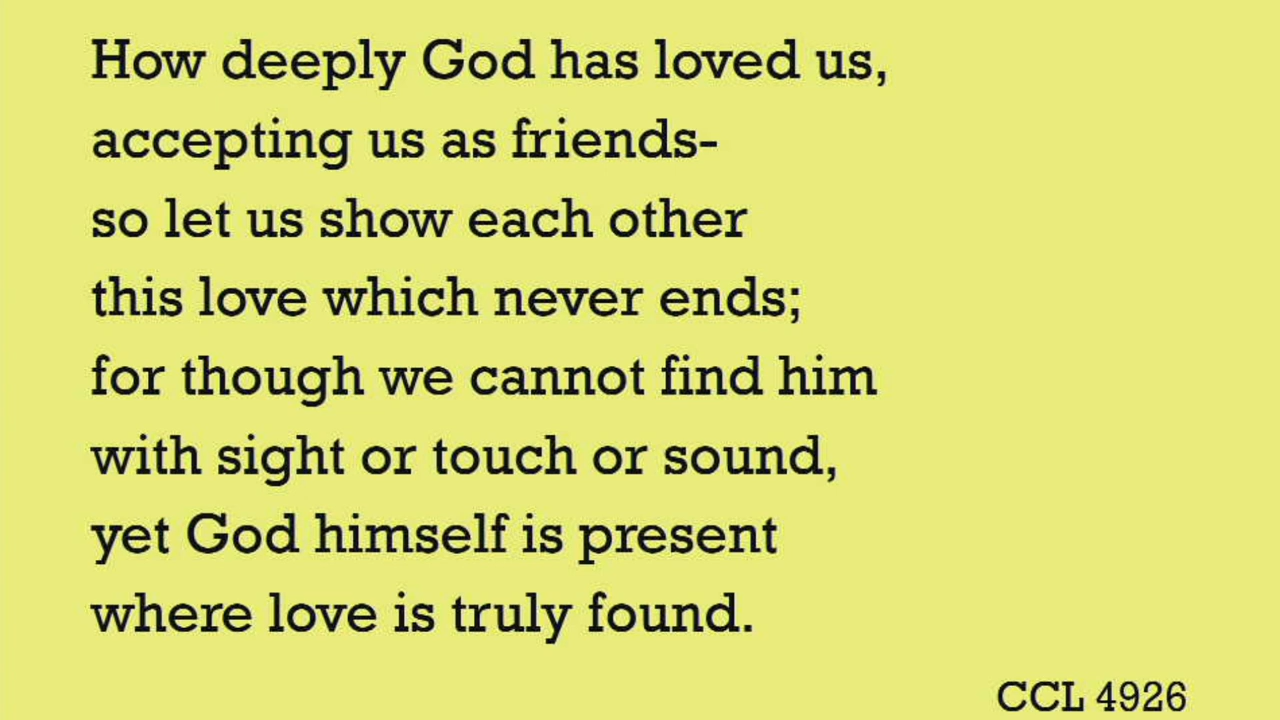 How deeply God has loved us,
accepting us as friends-
so let us show each other
this love which never ends;
for though we cannot find him
with sight or touch or sound,
yet God himself is present
where love is truly found.
CCL 4926